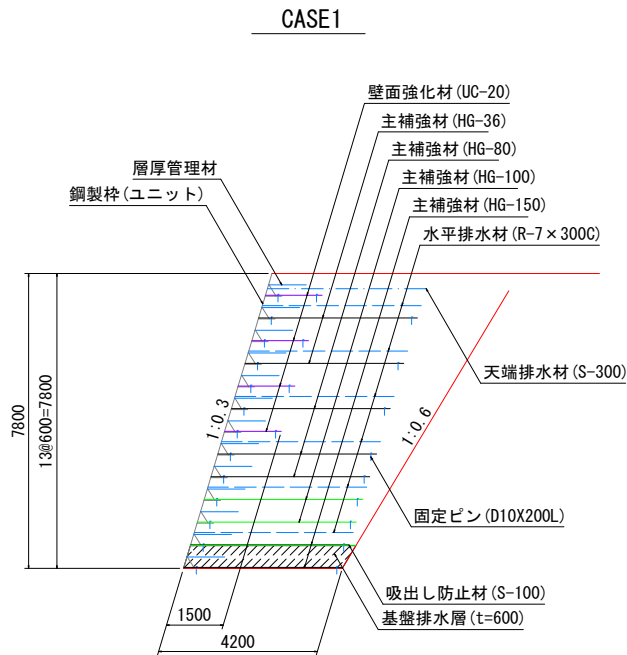 CASE1
壁面強化材(UC-20)
主補強材(HG-36)
主補強材(HG-80)
層厚管理材
主補強材(HG-100)
鋼製枠(ユニット)
主補強材(HG-150)
水平排水材(R-7×300C)
天端排水材(S-300)
7800
13@600=7800
1:0.3
1:0.6
固定ピン(D10X200L)
吸出し防止材(S-100)
基盤排水層(t=600)
1500
4200